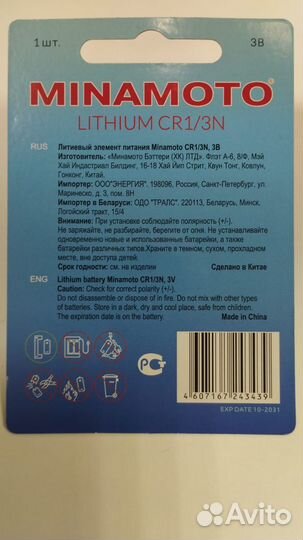 1 шт.
3В
MINAMOTO
LITHIUM CR1/3N
RUS
Литиевый элемент питания Minamoto CR1/3N, 3В
Изготовитель: «Минамото Бэттери (ХК) ЛТД». Флэт А-6, 8/Ф, Мэй
Хай Индастриал Билдинг, 16-18 Хай Йип Стрит, Квун Тонг, Ковлун,
Гонконг, Китай.
Импортер: ООО"ЭНЕРГИЯ". 198096, Россия, Санкт-Петербург, ул.
Маринеско, д. 3, пом. 8Н
Импортер в Беларуси: ОДО "ТРАЛС". 220113, Беларусь, Минск,
Логойский тракт, 15/4
Внимание: При установке соблюдайте полярность (+/-).
Не заряжайте, не разбирайте, берегите от огня. Не устанавливайте
одновременно новые и использованные батарейки, а также
батарейки различных типов.Храните в темном, сухом, прохладном
месте, вне доступа детей.
Срок годности: см. на изделии
Сделано в Китае
ENG
Lithium battery Minamoto CR1/3N, 3V
Caution: Check for correct polarity (+/-).
Do not disassemble or dispose of in fire. Do not mix with other types
of batteries. Store in a dark, dry and cool place, safe from children.
The expiration date is on the battery.
Made in China
4 607167 243439
EXP DATE 10-2031
Avito